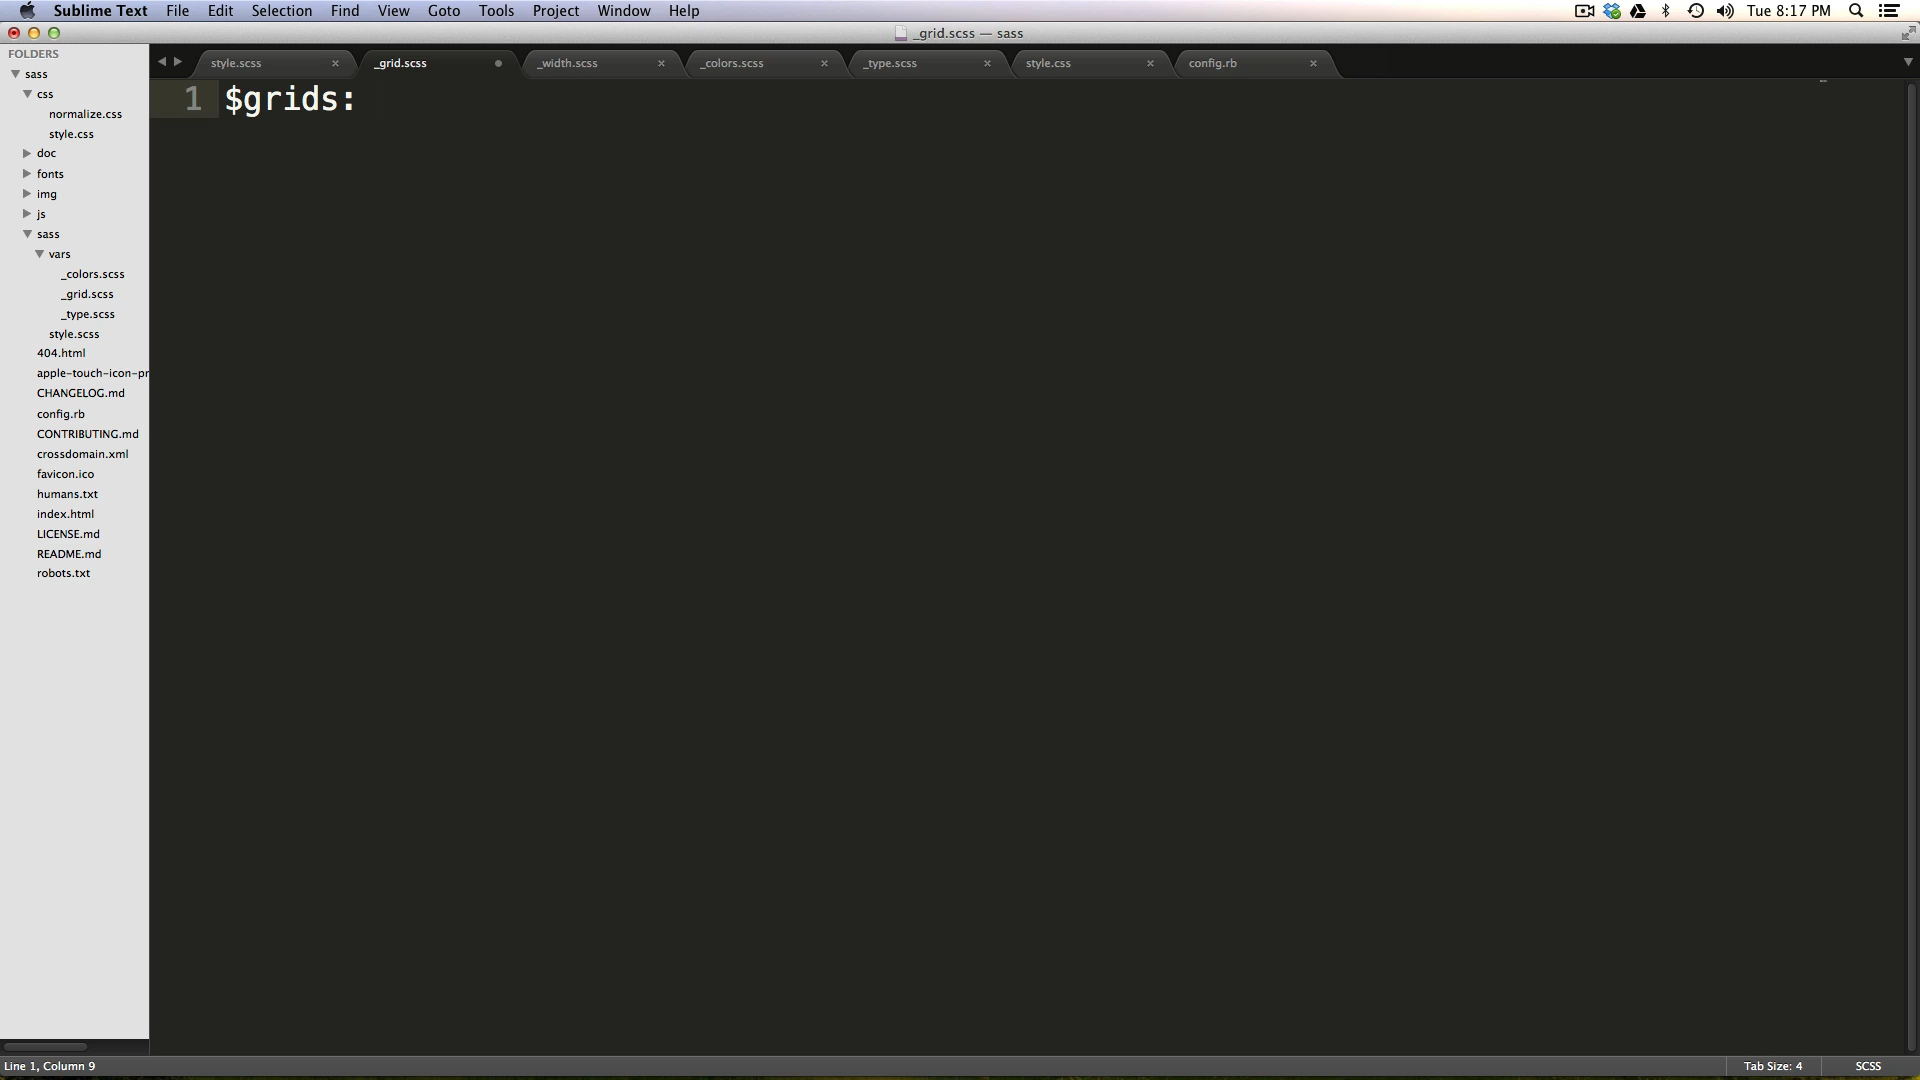 Sublime Text File Edit Selection Find View Goto Tools Project Window Help Tue 8:17 PM
_grid.scss — sass
FOLDERS
sass
css
normalize.css
style.css
doc
fonts
img
js
sass
vars
_colors.scss
_grid.scss
_type.scss
style.scss
404.html
apple-touch-icon-pr
CHANGELOG.md
config.rb
CONTRIBUTING.md
crossdomain.xml
favicon.ico
humans.txt
index.html
LICENSE.md
README.md
robots.txt
style.scss _grid.scss _width.scss _colors.scss _type.scss style.css config.rb
1 $grids:
Line 1, Column 9 Tab Size: 4 SCSS